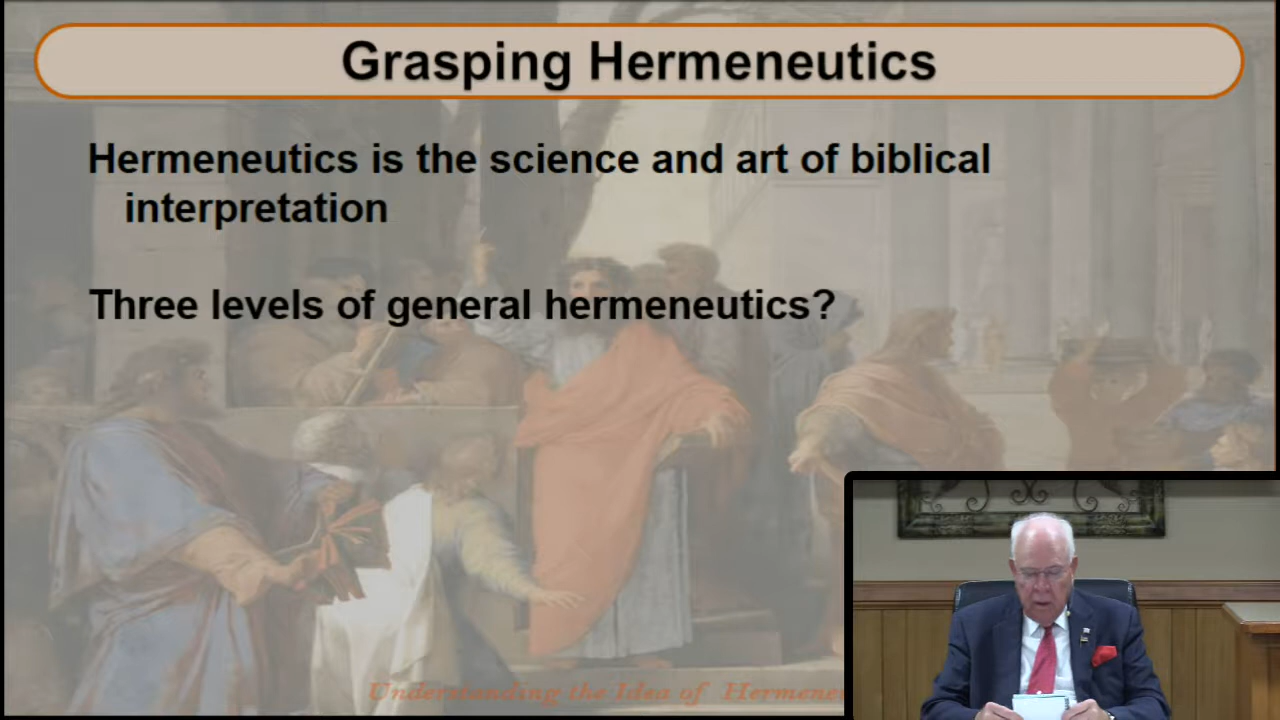 Grasping Hermeneutics
Hermeneutics is the science and art of biblical
interpretation
Three levels of general hermeneutics?
Understanding the Idea of